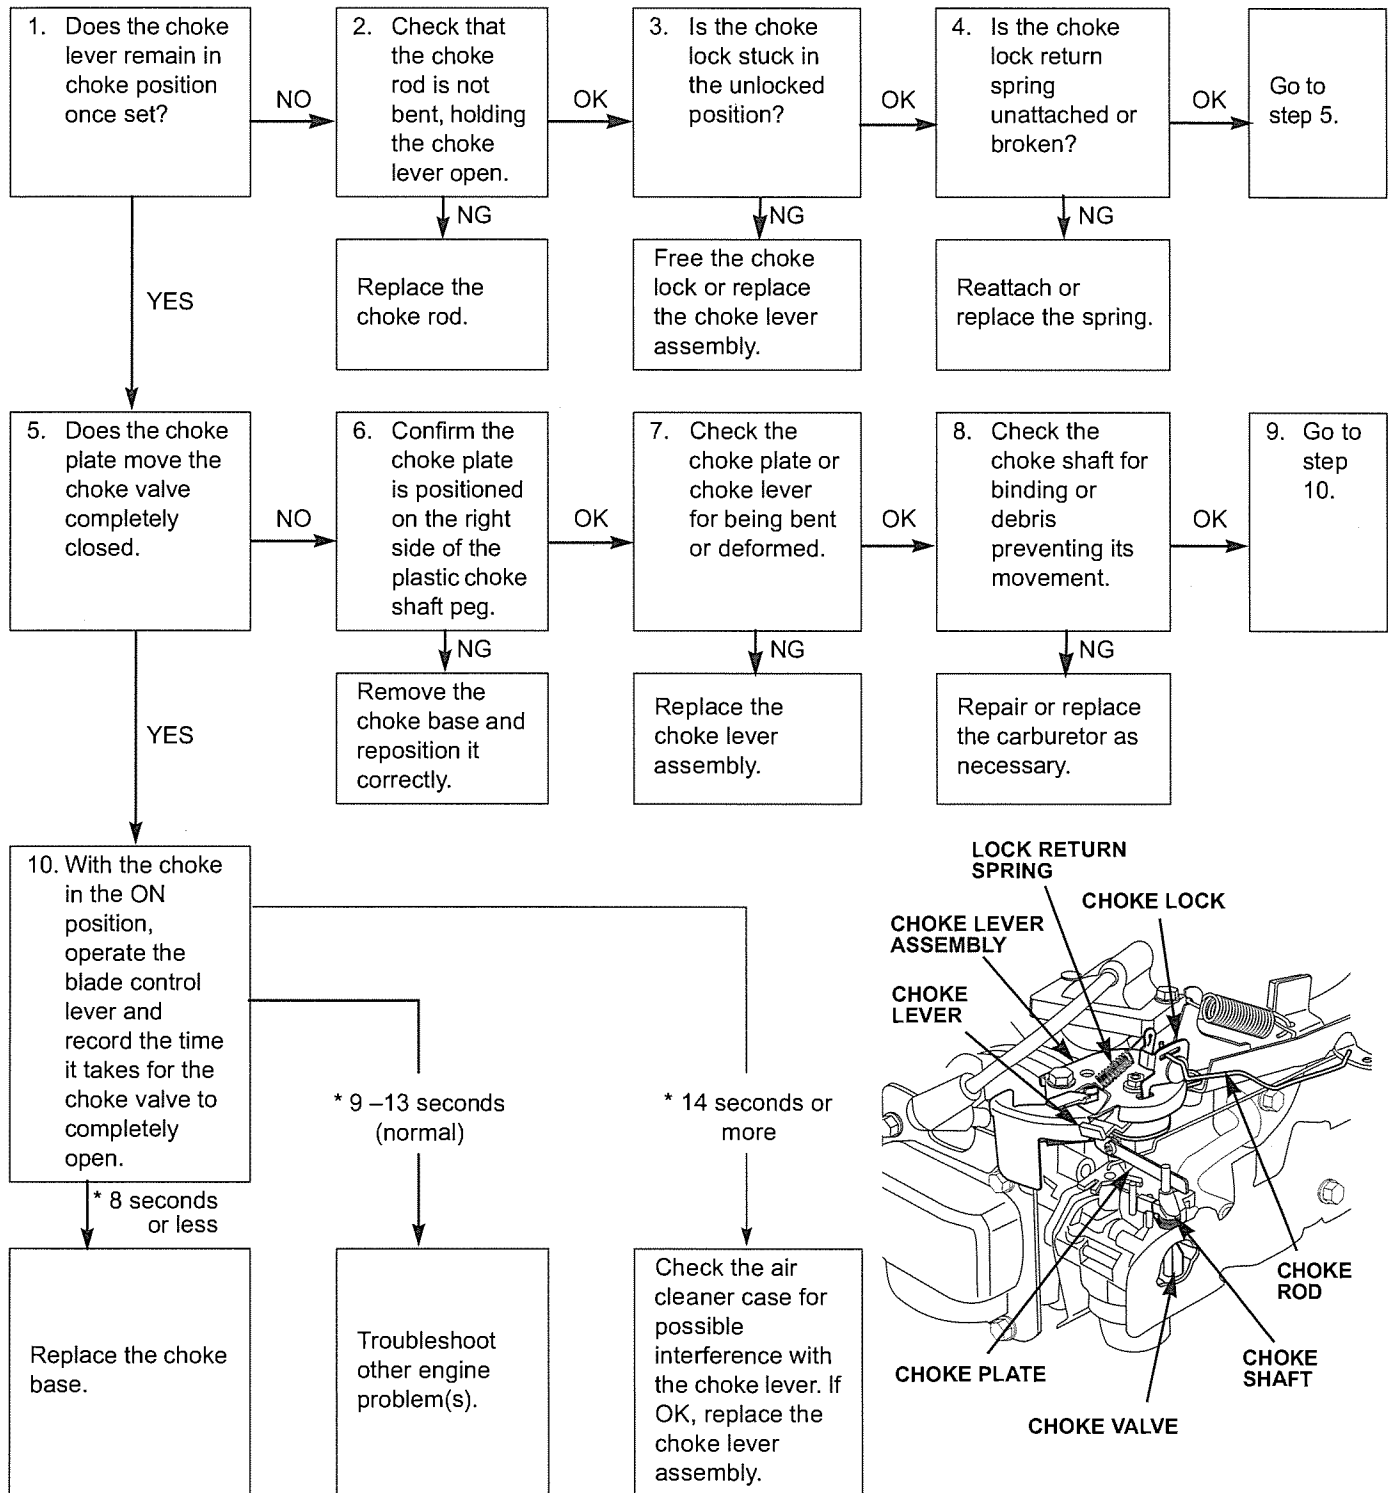 1. Does the choke
lever remain in
choke position
once set?
NO
2. Check that
the choke
rod is not
bent, holding
the choke
lever open.
OK
3. Is the choke
lock stuck in
the unlocked
position?
OK
4. Is the choke
lock return
spring
unattached or
broken?
OK
Go to
step 5.
NG
Replace the
choke rod.
NG
Free the choke
lock or replace
the choke lever
assembly.
NG
Reattach or
replace the spring.
YES
5. Does the choke
plate move the
choke valve
completely
closed.
NO
6. Confirm the
choke plate
is positioned
on the right
side of the
plastic choke
shaft peg.
OK
7. Check the
choke plate or
choke lever
for being bent
or deformed.
OK
8. Check the
choke shaft for
binding or
debris
preventing its
movement.
OK
9. Go to
step
10.
NG
Remove the
choke base and
reposition it
correctly.
NG
Replace the
choke lever
assembly.
NG
Repair or replace
the carburetor as
necessary.
YES
10. With the choke
in the ON
position,
operate the
blade control
lever and
record the time
it takes for the
choke valve to
completely
open.
* 8 seconds
or less
Replace the choke
base.
* 9 –13 seconds
(normal)
Troubleshoot
other engine
problem(s).
* 14 seconds or
more
Check the air
cleaner case for
possible
interference with
the choke lever. If
OK, replace the
choke lever
assembly.
LOCK RETURN
SPRING
CHOKE LOCK
CHOKE LEVER
ASSEMBLY
CHOKE
LEVER
CHOKE
ROD
CHOKE
SHAFT
CHOKE PLATE
CHOKE VALVE